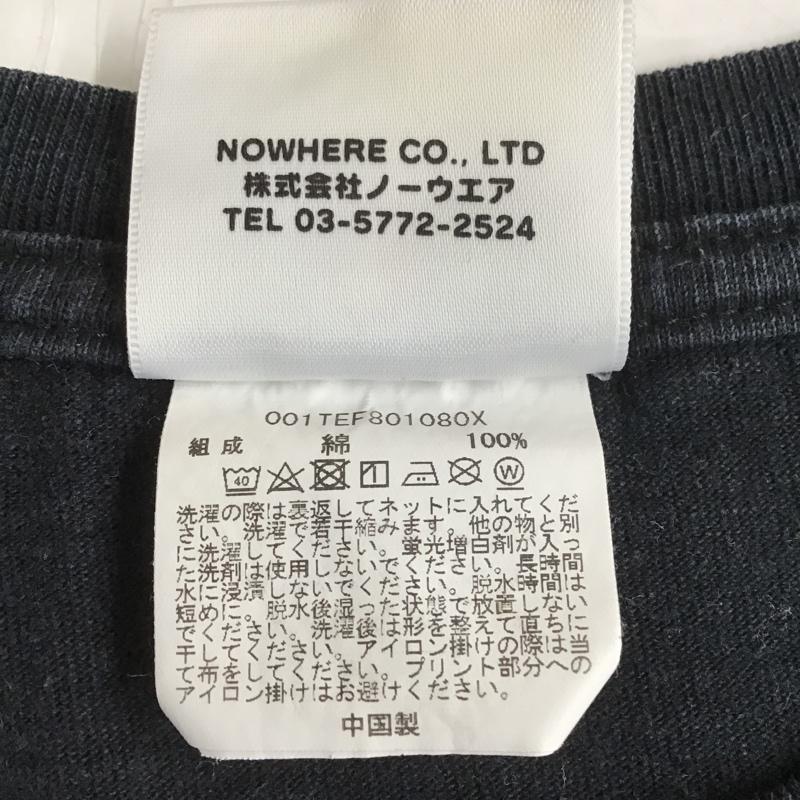 NOWHERE CO., LTD
株式会社ノーウエア
TEL 03-5772-2524
001TEF801080X
組成 綿 100%
40 W
洗濯の際は裏返してネットに入れてくだ
さい。洗濯で若干縮みます。他の物と別
に洗濯してください。蛍光増白剤が入っ
た洗剤は使用しないでください。長時間
水に浸漬しないでください。脱水時間は
短めに。脱水後湿った状態で放置しない
でください。洗濯後は形を整えて直ちに
干してください。アイロン掛けの際は当
て布をしてください。プリント部分への
アイロン掛けはお避けください。
中国製